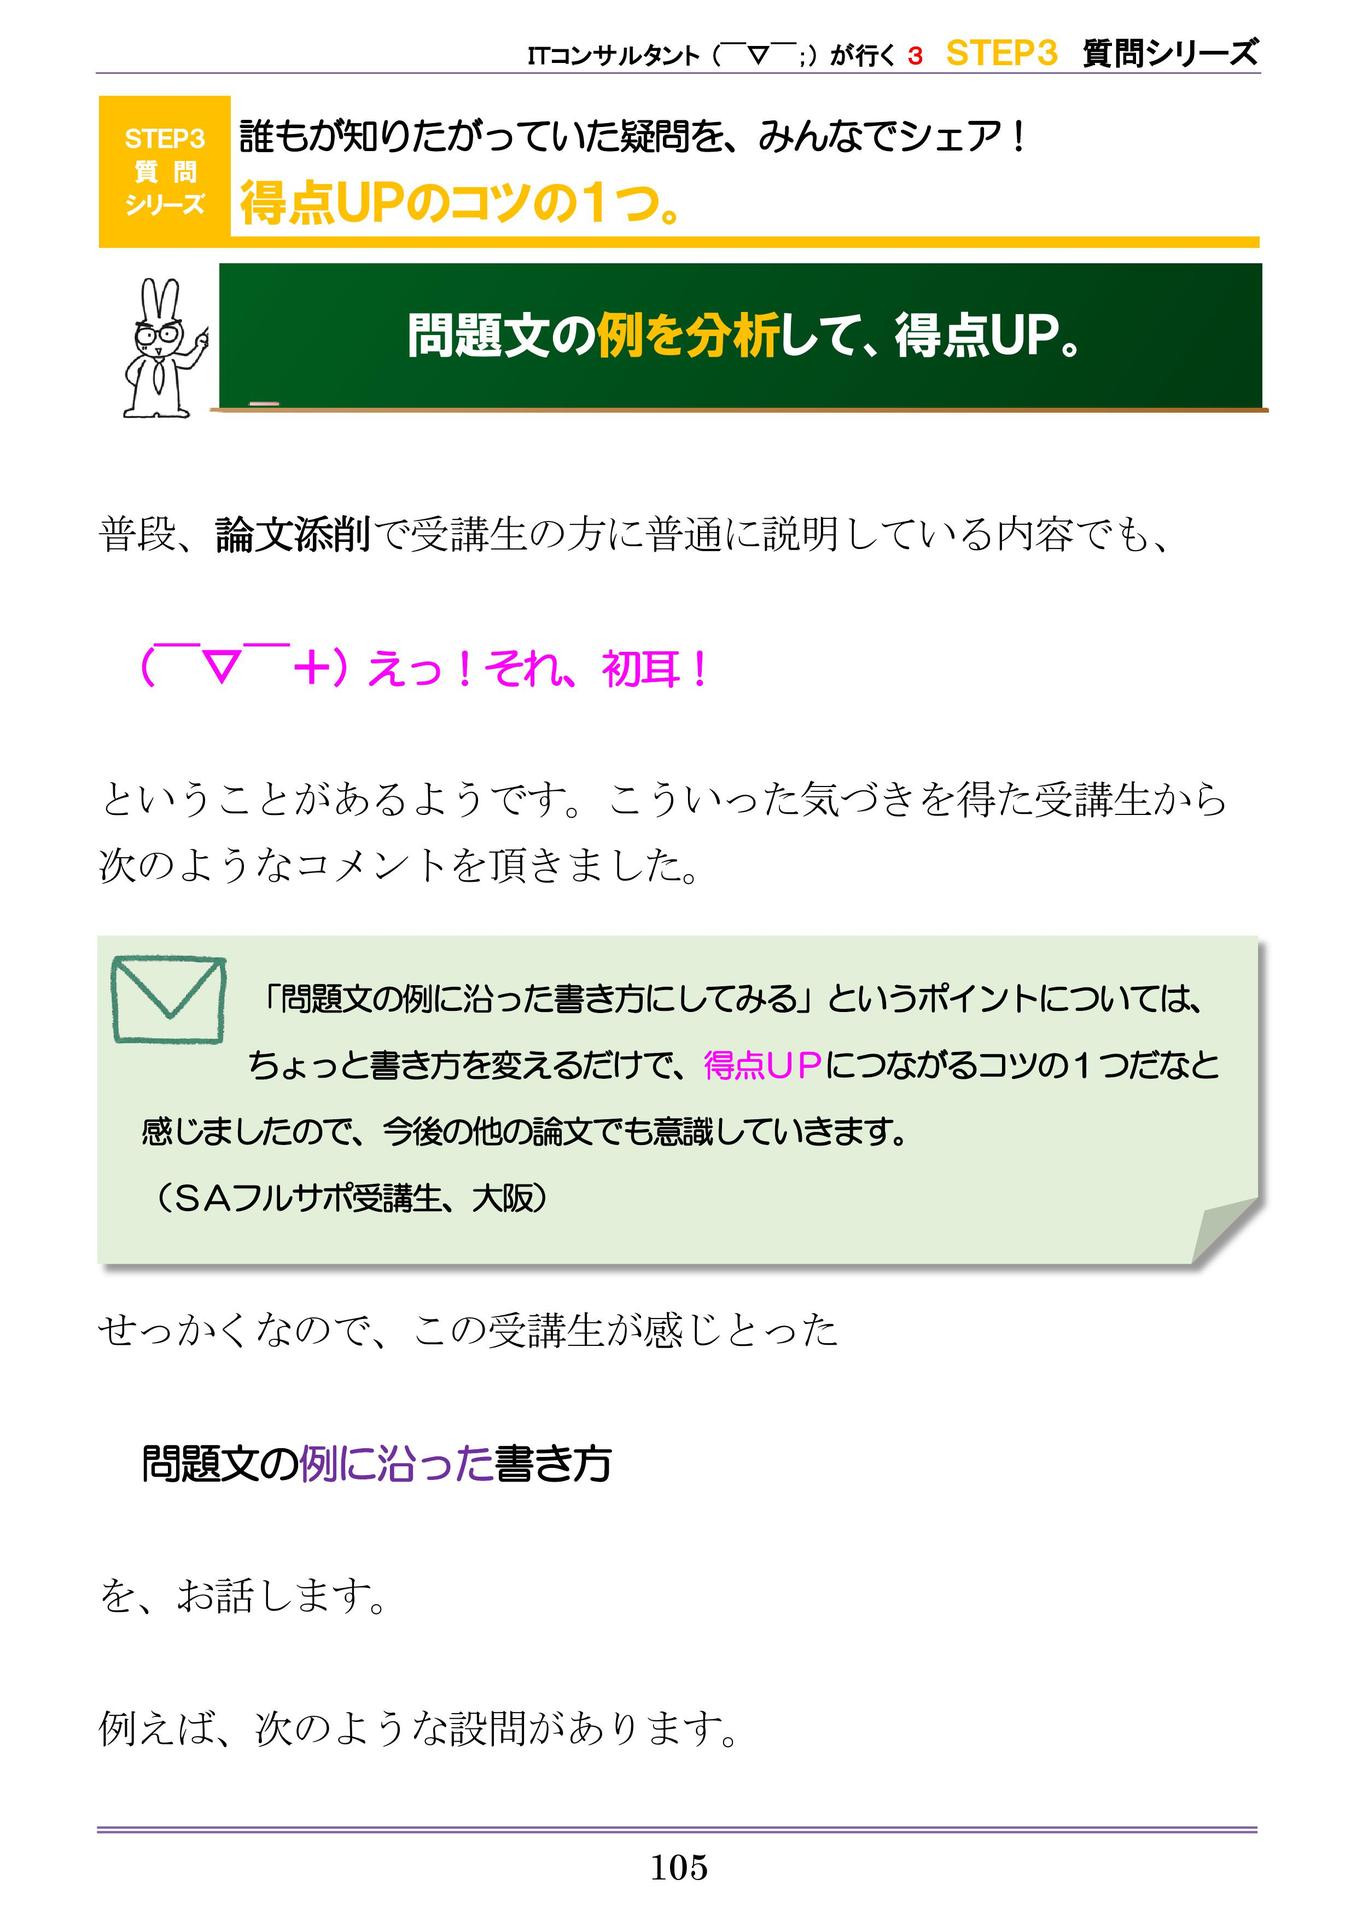 ITコンサルタント（￣▽￣;）が行く 3 STEP3 質問シリーズ
STEP3
質 問
シリーズ
誰もが知りたがっていた疑問を、みんなでシェア！
得点UPのコツの1つ。
問題文の例を分析して、得点UP。
普段、論文添削で受講生の方に普通に説明している内容でも、
（￣▽￣＋）えっ！それ、初耳！
ということがあるようです。こういった気づきを得た受講生から
次のようなコメントを頂きました。
「問題文の例に沿った書き方にしてみる」というポイントについては、
ちょっと書き方を変えるだけで、得点ＵＰにつながるコツの１つだなと
感じましたので、今後の他の論文でも意識していきます。
（ＳＡフルサポ受講生、大阪）
せっかくなので、この受講生が感じとった
問題文の例に沿った書き方
を、お話します。
例えば、次のような設問があります。
105